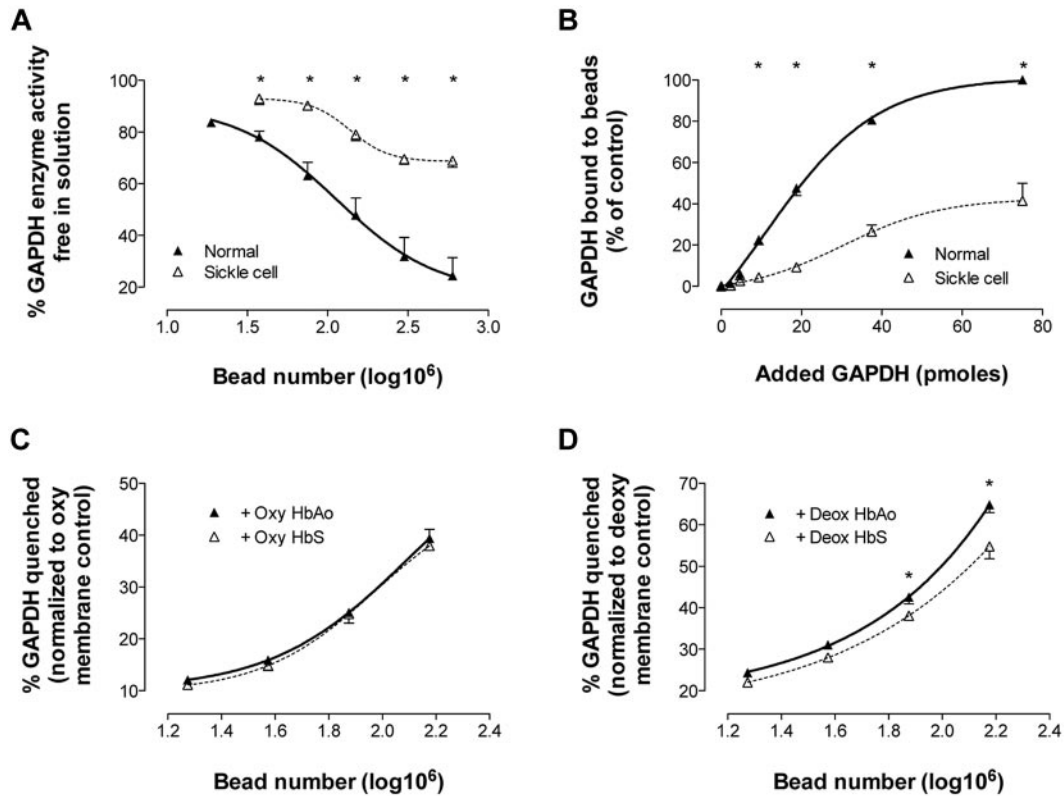 A
* * * * *
% GAPDH enzyme activity
free in solution
100
80
60
40
20
Normal
Sickle cell
1.0 1.5 2.0 2.5 3.0
Bead number (log10⁶)
B
* * * *
GAPDH bound to beads
(% of control)
100
80
60
40
20
0
Normal
Sickle cell
0 20 40 60 80
Added GAPDH (pmoles)
C
% GAPDH quenched
(normalized to oxy
membrane control)
50
40
30
20
10
+ Oxy HbAo
+ Oxy HbS
1.2 1.4 1.6 1.8 2.0 2.2 2.4
Bead number (log10⁶)
D
% GAPDH quenched
(normalized to deoxy
membrane control)
70
60
50
40
30
20
+ Deox HbAo
+ Deox HbS
*
*
1.2 1.4 1.6 1.8 2.0 2.2 2.4
Bead number (log10⁶)